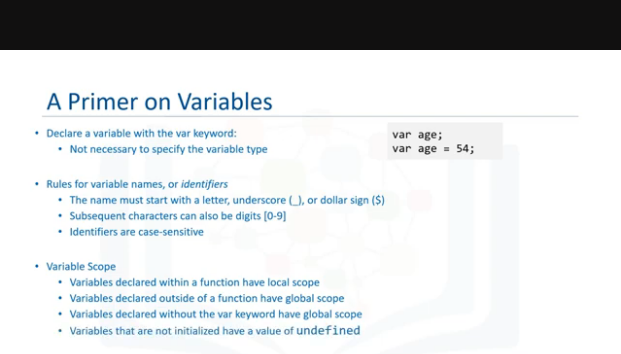 A Primer on Variables
• Declare a variable with the var keyword:
• Not necessary to specify the variable type
var age;
var age = 54;
• Rules for variable names, or identifiers
• The name must start with a letter, underscore (_), or dollar sign ($)
• Subsequent characters can also be digits [0-9]
• Identifiers are case-sensitive
• Variable Scope
• Variables declared within a function have local scope
• Variables declared outside of a function have global scope
• Variables declared without the var keyword have global scope
• Variables that are not initialized have a value of undefined